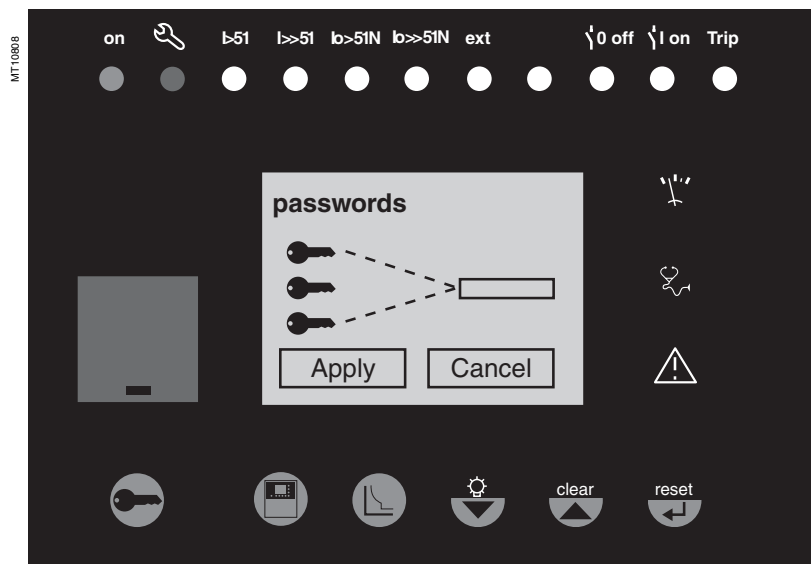 MT10808
on I>51 I>>51 Io>51N Io>>51N ext 0 off I on Trip
passwords
Apply Cancel
clear reset